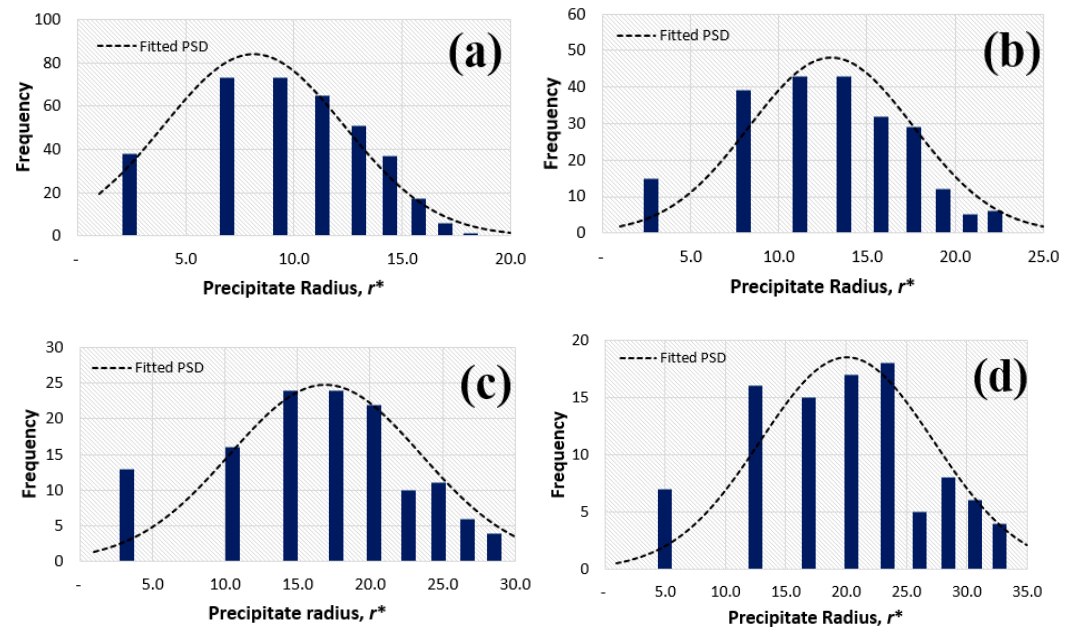 100
80
60
40
20
0
Frequency
Fitted PSD
(a)
- 5.0 10.0 15.0 20.0
Precipitate Radius, r*
60
50
40
30
20
10
0
Frequency
Fitted PSD
(b)
- 5.0 10.0 15.0 20.0 25.0
Precipitate Radius, r*
30
25
20
15
10
5
0
Frequency
Fitted PSD
(c)
- 5.0 10.0 15.0 20.0 25.0 30.0
Precipitate radius, r*
20
15
10
5
0
Frequency
Fitted PSD
(d)
- 5.0 10.0 15.0 20.0 25.0 30.0 35.0
Precipitate Radius, r*